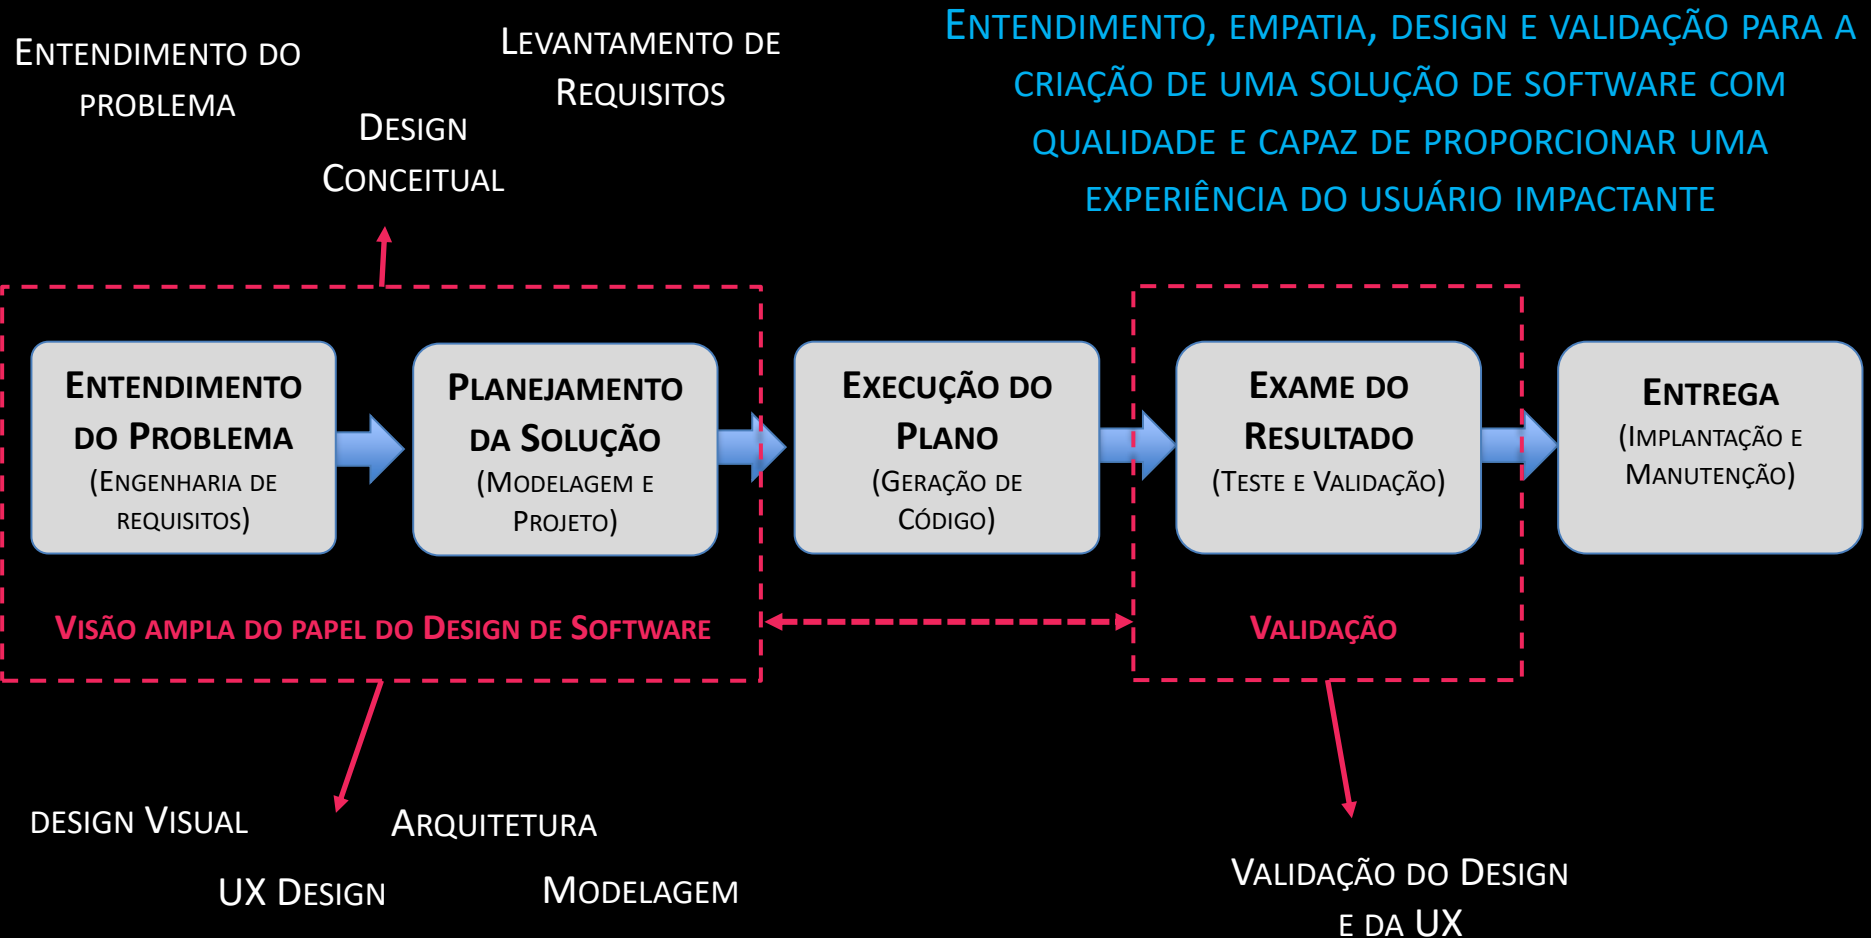 Entendimento do
problema
Levantamento de
Requisitos
Design
Conceitual
Entendimento, empatia, design e validação para a
criação de uma solução de software com
qualidade e capaz de proporcionar uma
experiência do usuário impactante
Entendimento
do Problema
(Engenharia de
requisitos)
Planejamento
da Solução
(Modelagem e
Projeto)
Execução do
Plano
(Geração de
Código)
Exame do
Resultado
(Teste e Validação)
Entrega
(Implantação e
Manutenção)
Visão ampla do papel do Design de Software
Validação
design Visual
Arquitetura
UX Design
Modelagem
Validação do Design
e da UX